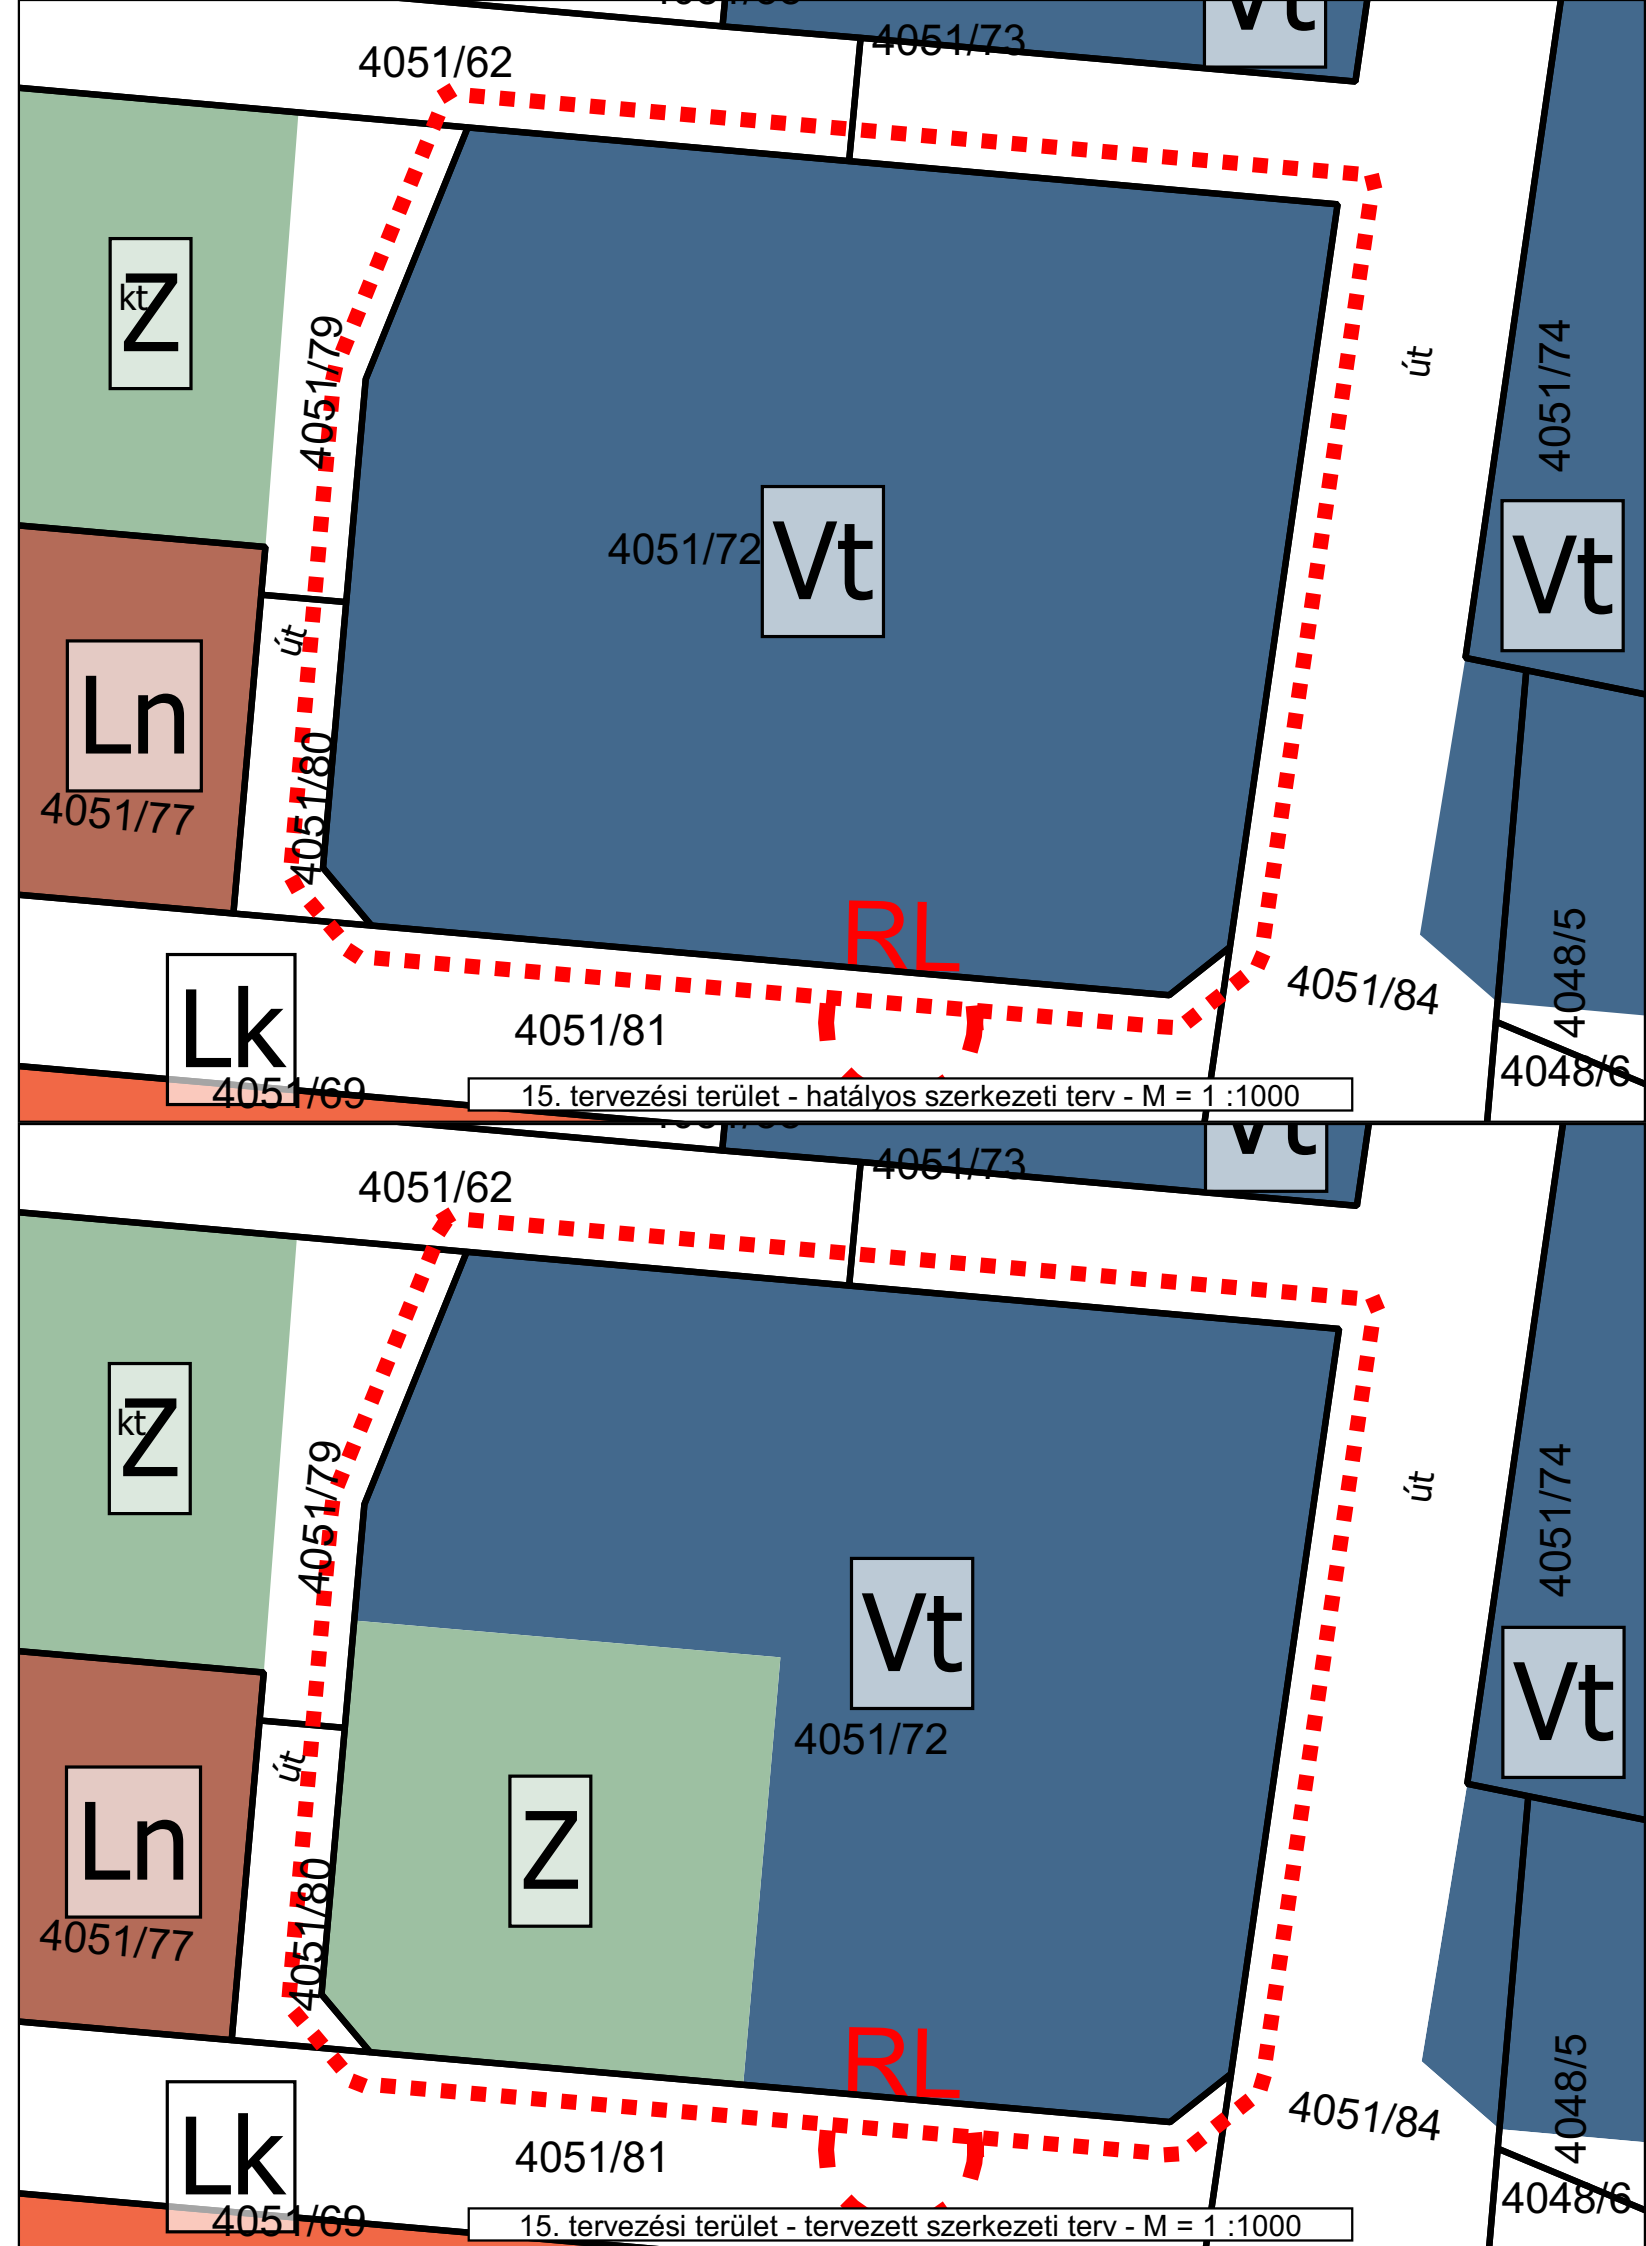 Vt
4051/73
4051/62
kt
Z
4051/79
út
4051/74
4051/72
Vt
Vt
út
Ln
4051/77
4051/80
RL
4051/84
4048/5
Lk
4051/81
4048/6
4051/69
15. tervezési terület - hatályos szerkezeti terv - M = 1 :1000
Vt
4051/73
4051/62
kt
Z
4051/79
út
4051/74
Vt
4051/72
Vt
út
Z
Ln
4051/77
4051/80
RL
4051/84
4048/5
Lk
4051/81
4048/6
4051/69
15. tervezési terület - tervezett szerkezeti terv - M = 1 :1000